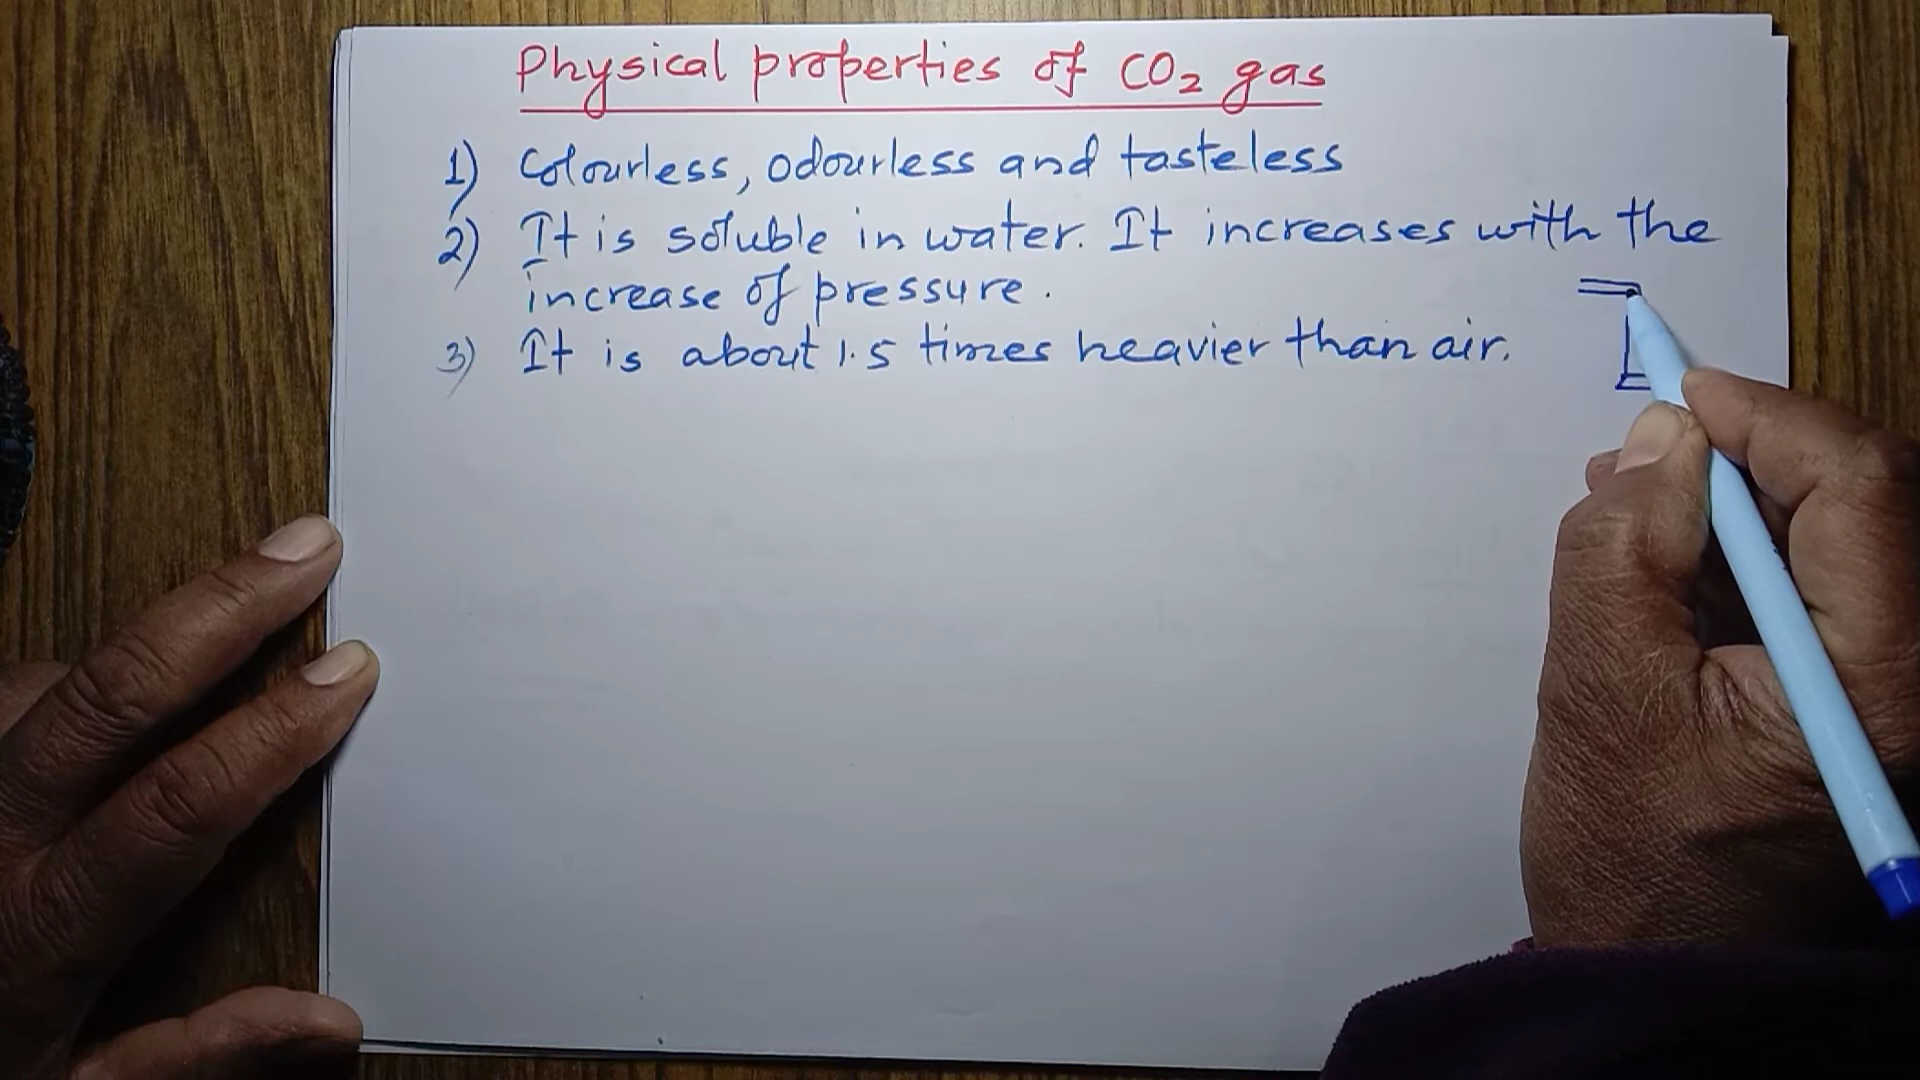 Physical properties of CO₂ gas
1) Colourless, odourless and tasteless
2) It is soluble in water. It increases with the
increase of pressure.
3) It is about 1.5 times heavier than air.